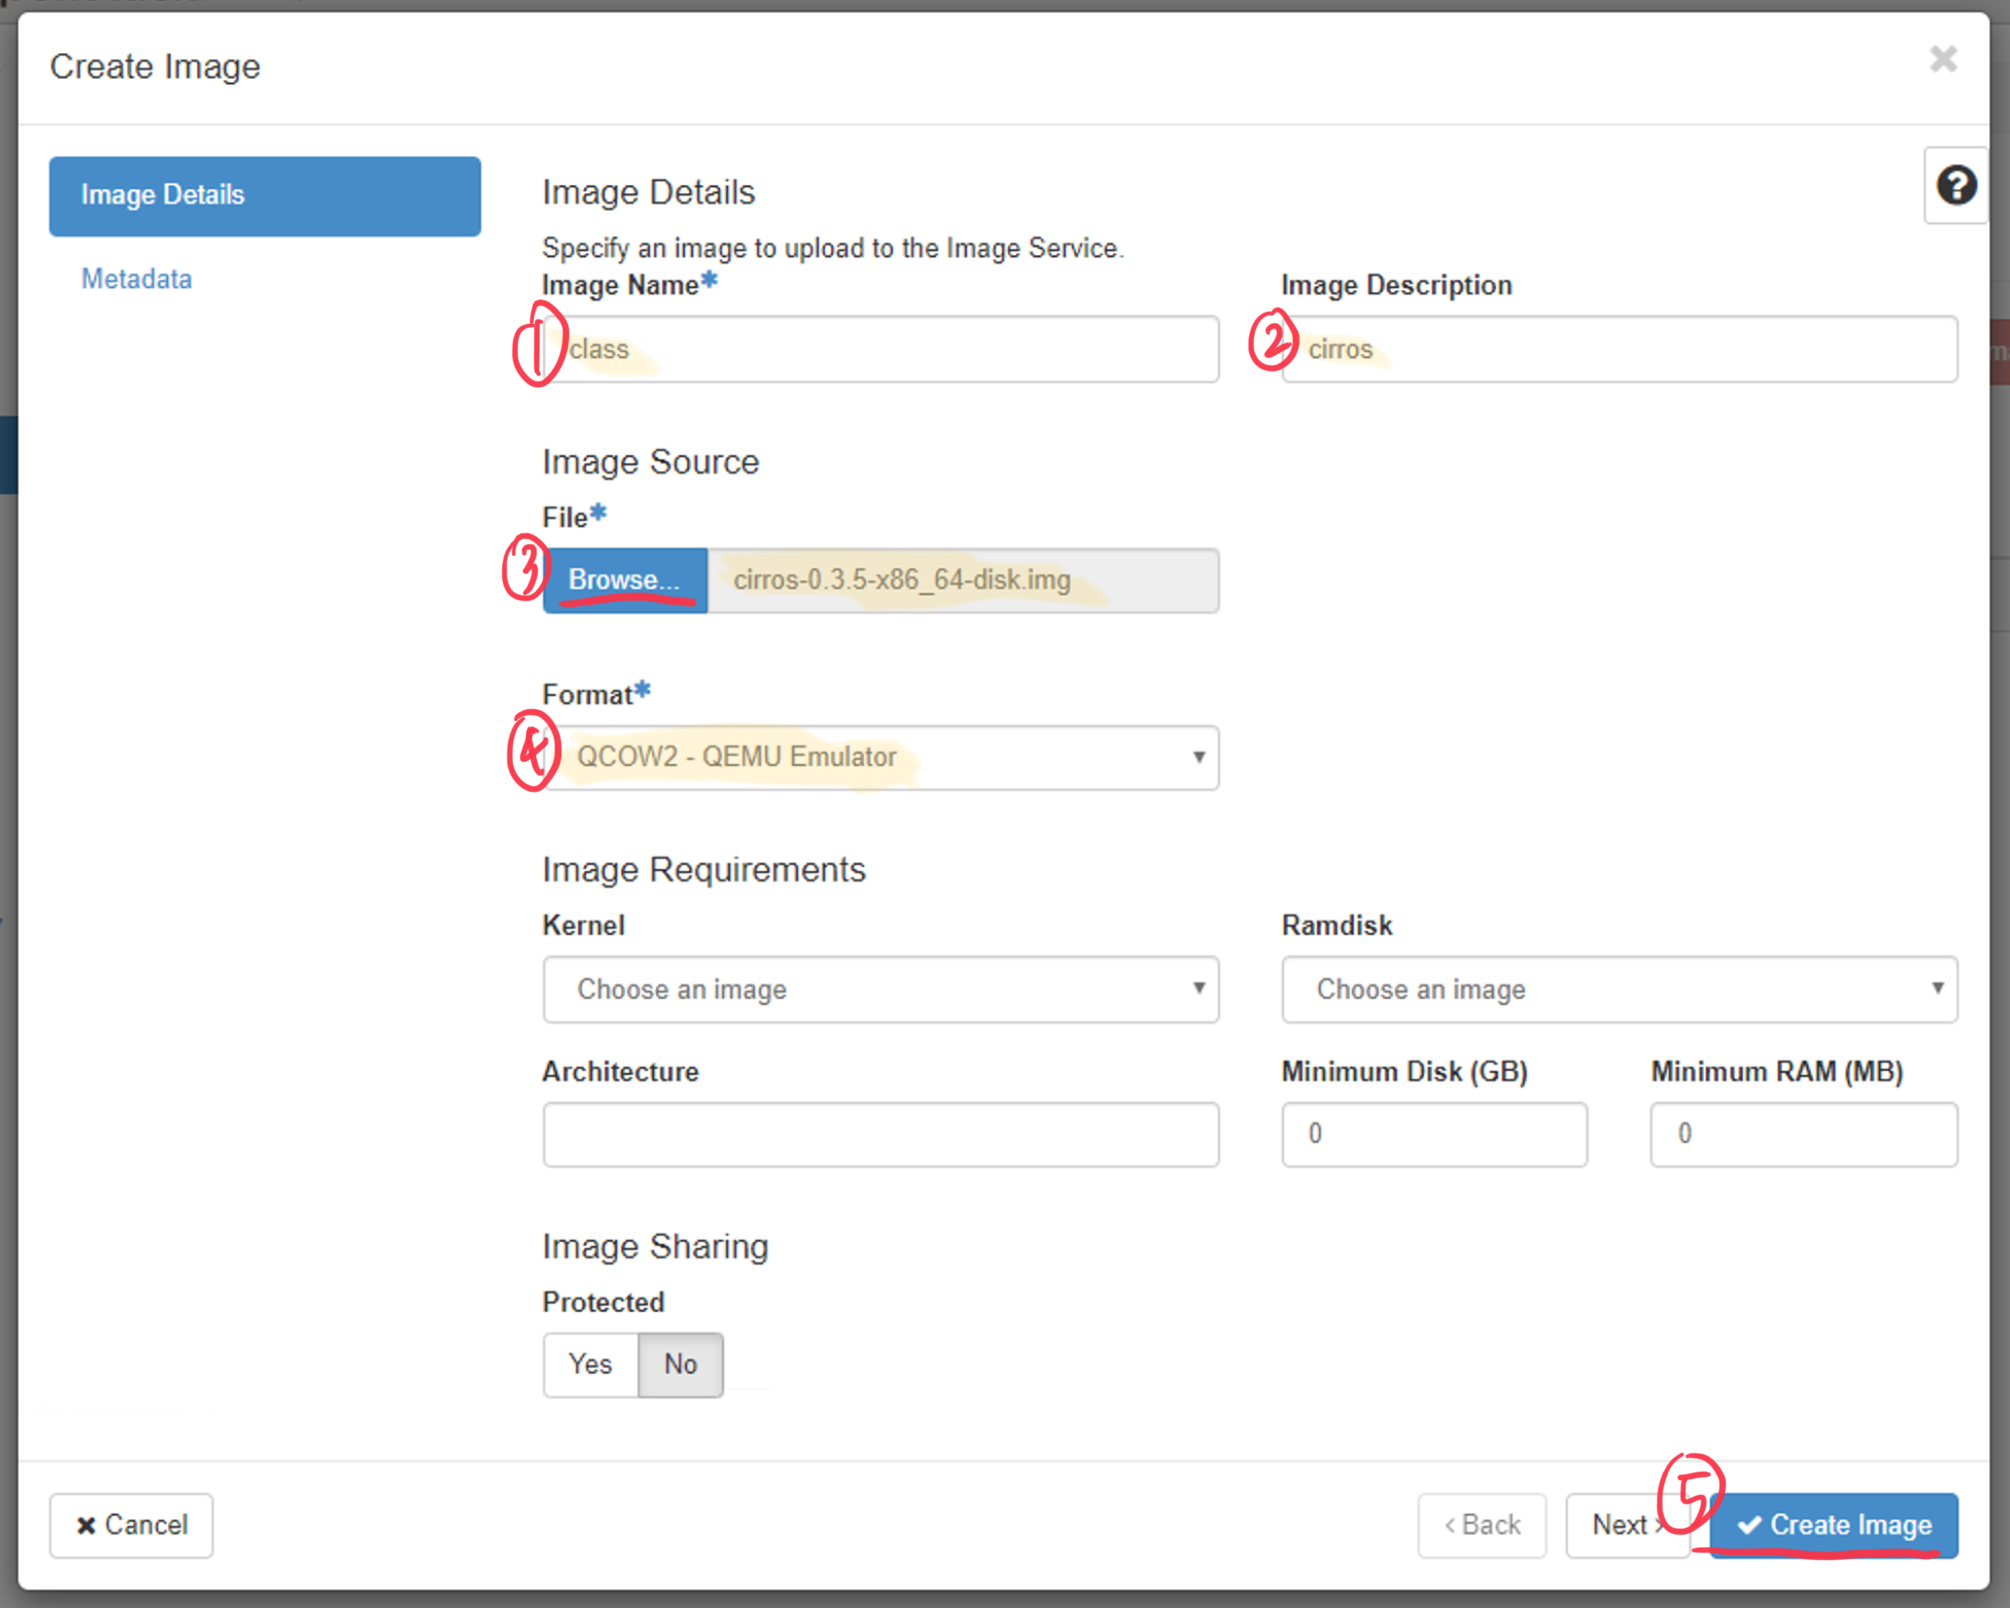 Create Image ✖
Image Details
Metadata
Image Details
Specify an image to upload to the Image Service.
Image Name* Image Description
① class ② cirros
Image Source
File*
③ Browse... cirros-0.3.5-x86_64-disk.img
Format*
④ QCOW2 - QEMU Emulator
Image Requirements
Kernel Ramdisk
Choose an image Choose an image
Architecture Minimum Disk (GB) Minimum RAM (MB)
0 0
Image Sharing
Protected
Yes No
⑤
✖ Cancel ‹ Back Next › ✔ Create Image